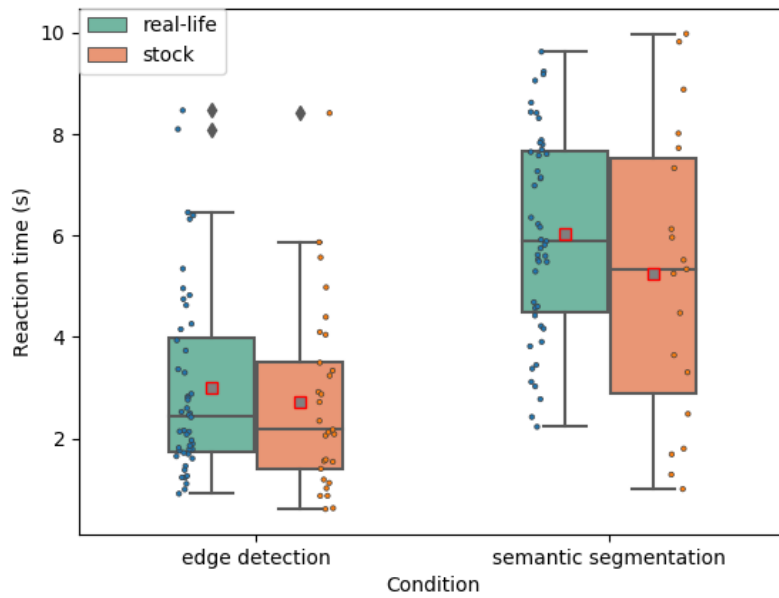 real-life
stock
10
8
6
4
2
Reaction time (s)
edge detection
semantic segmentation
Condition